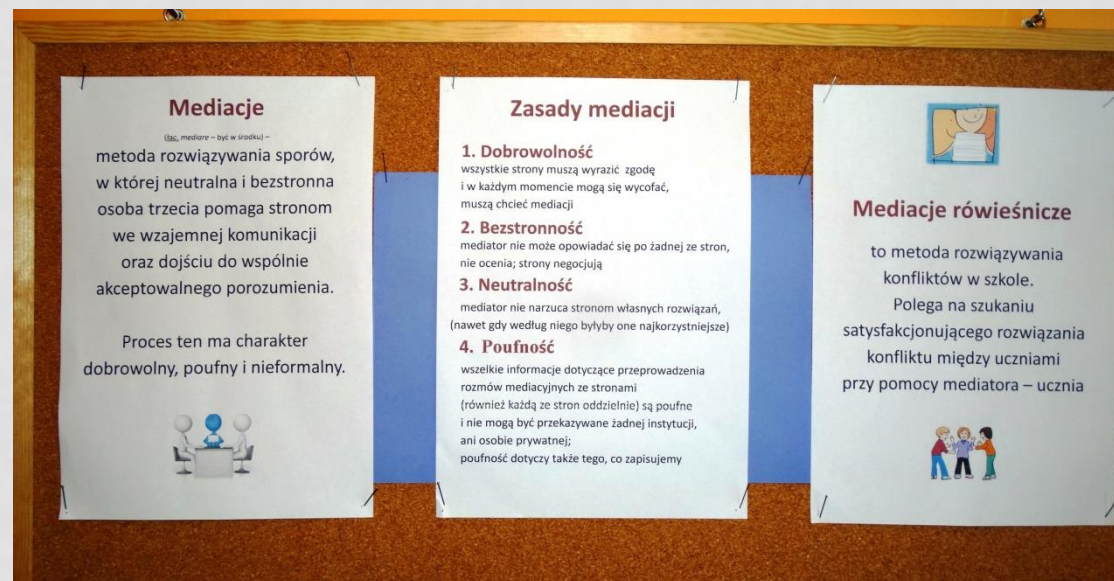 Mediacje
(łac. mediare – być w środku) –
metoda rozwiązywania sporów,
w której neutralna i bezstronna
osoba trzecia pomaga stronom
we wzajemnej komunikacji
oraz dojściu do wspólnie
akceptowalnego porozumienia.
Proces ten ma charakter
dobrowolny, poufny i nieformalny.
Zasady mediacji
1. Dobrowolność
wszystkie strony muszą wyrazić zgodę
i w każdym momencie mogą się wycofać,
muszą chcieć mediacji
2. Bezstronność
mediator nie może opowiadać się po żadnej ze stron,
nie ocenia; strony negocjują
3. Neutralność
mediator nie narzuca stronom własnych rozwiązań,
(nawet gdy według niego byłyby one najkorzystniejsze)
4. Poufność
wszelkie informacje dotyczące przeprowadzenia
rozmów mediacyjnych ze stronami
(również każdą ze stron oddzielnie) są poufne
i nie mogą być przekazywane żadnej instytucji,
ani osobie prywatnej;
poufność dotyczy także tego, co zapisujemy
Mediacje rówieśnicze
to metoda rozwiązywania
konfliktów w szkole.
Polega na szukaniu
satysfakcjonującego rozwiązania
konfliktu między uczniami
przy pomocy mediatora – ucznia